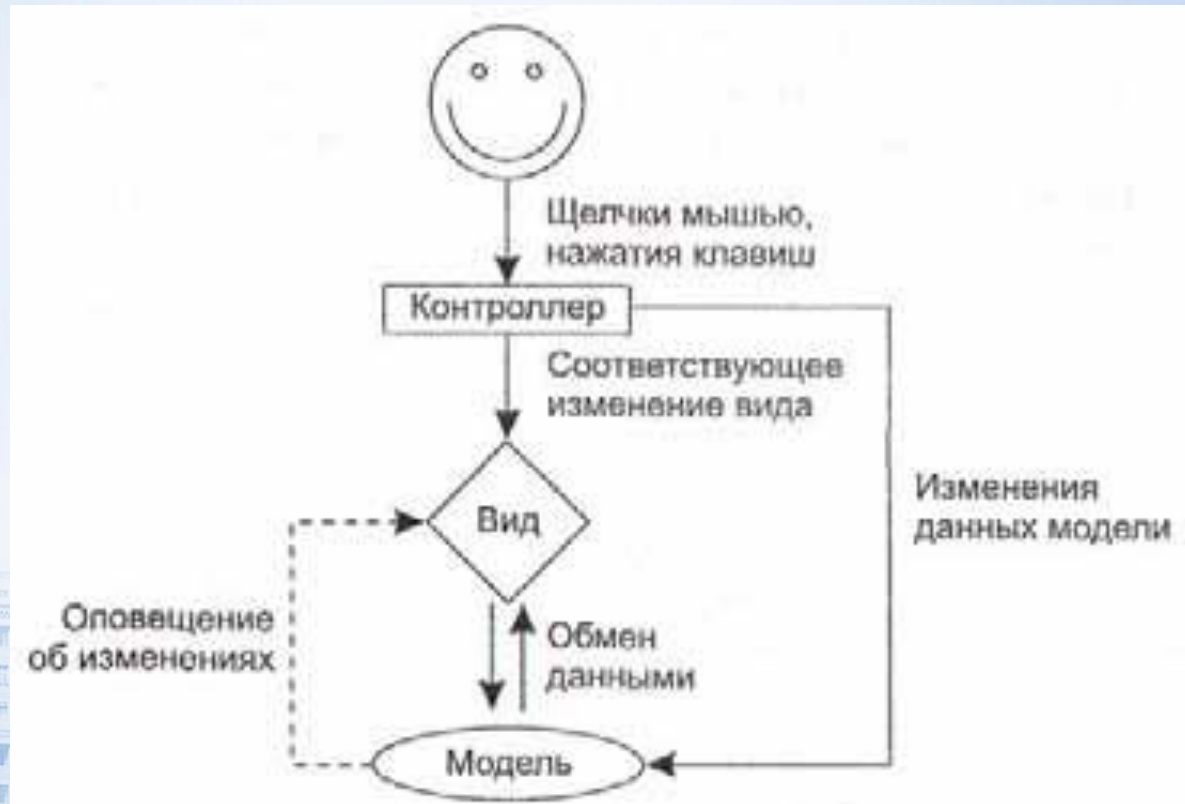 Щелчки мышью,
нажатия клавиш
Контроллер
Соответствующее
изменение вида
Вид
Изменения
данных модели
Оповещение
об изменениях
Обмен
данными
Модель